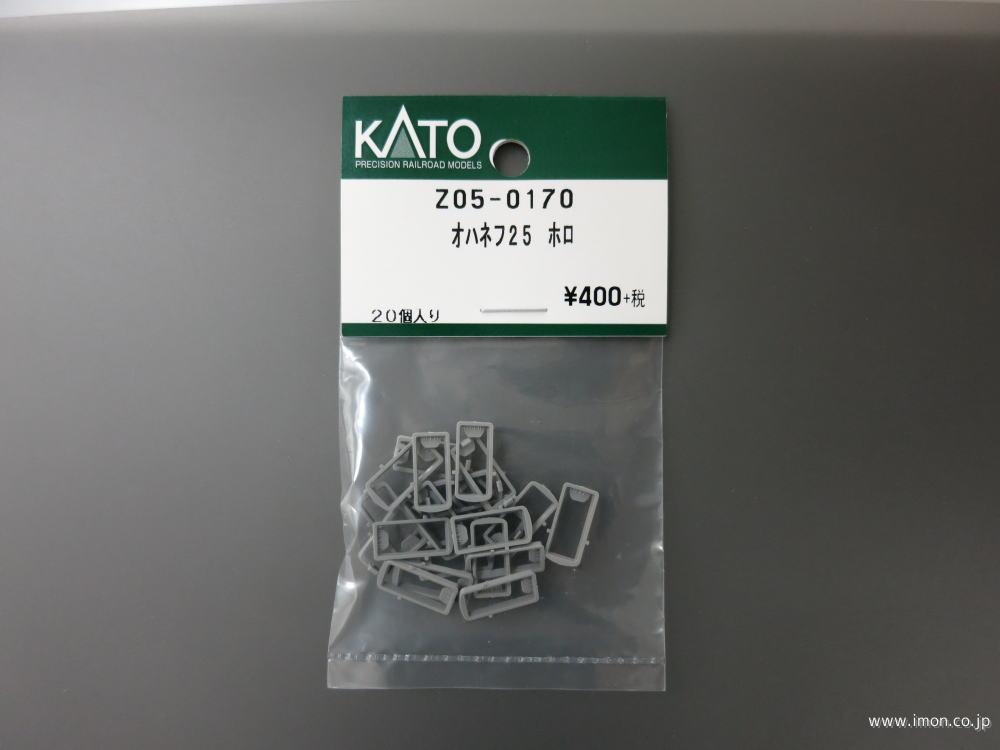 KATO
PRECISION RAILROAD MODELS
Z05-0170
オハネフ25 ホロ
¥400+税
20個入り
www.imon.co.jp